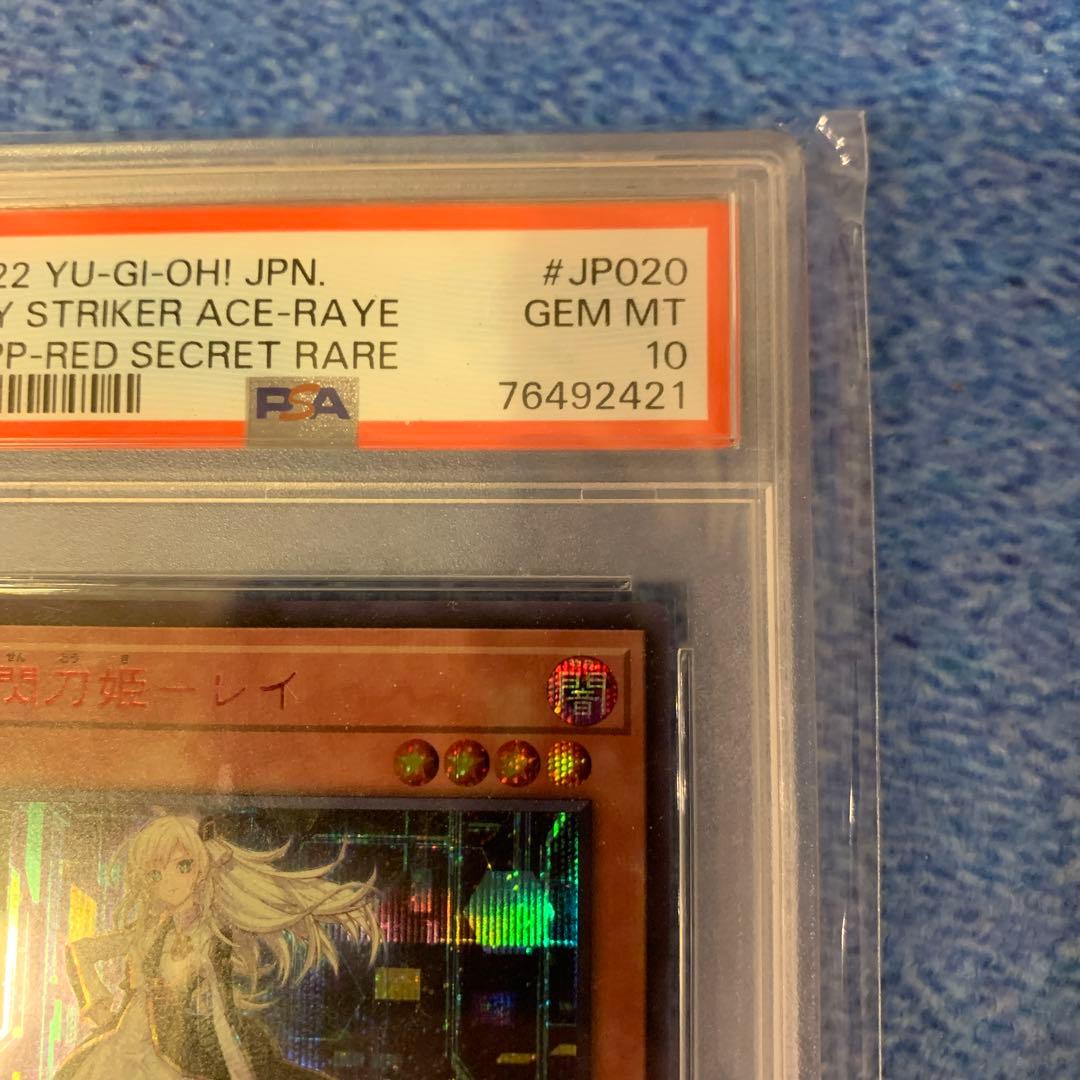 22 YU-GI-OH! JPN. #JP020
Y STRIKER ACE-RAYE GEM MT
PP-RED SECRET RARE 10
PSA 76492421
せん とう き
閃刀姫－レイ
闇